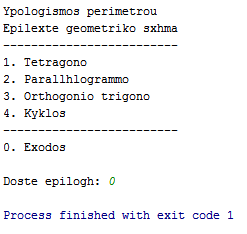 Ypologismos perimetrou
Epilexte geometriko sxhma
-------------------------
1. Tetragono
2. Parallhlogrammo
3. Orthogonio trigono
4. Kyklos
-------------------------
0. Exodos
Doste epilogh: 0
Process finished with exit code 1